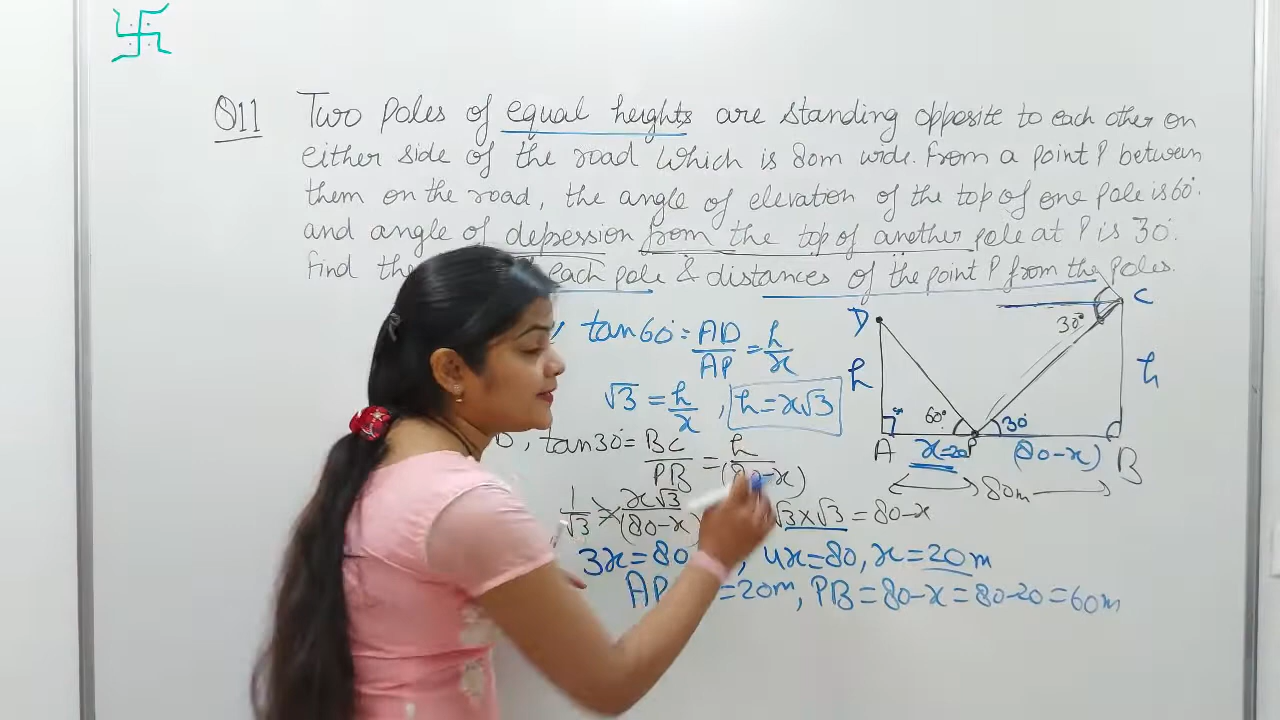 Q11 Two poles of equal heights are standing opposite to each other on
either side of the road which is 80m wide. From a point P between
them on the road, the angle of elevation of the top of one pole is 60°.
and angle of depession from the top of another pole at P is 30°.
Find the each pole & distances of the point P from the poles.
tan60° = AD/AP = h/x
√3 = h/x , h = x√3
tan30° = BC/PB = h/(80-x)
1/√3 x√3/(80-x) √3×√3 = 80-x
3x = 80 , 4x = 80, x = 20m
AP = 20m, PB = 80-x = 80-20 = 60m
D C
30°
h h
60° 30°
A x=20 P (80-x) B
80m